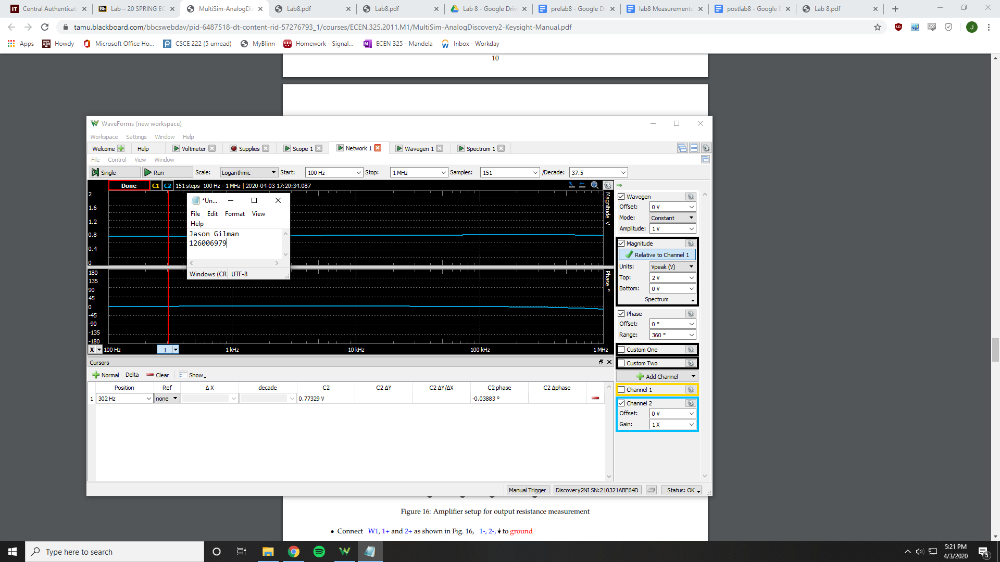 Central Authenticati
Lab – 20 SPRING EC
MultiSim-AnalogDis
Lab8.pdf
Lab8.pdf
Lab 8 - Google Driv
prelab8 - Google D
lab8 Measurements
postlab8 - Google D
Lab 8.pdf
tamu.blackboard.com/bbcswebdav/pid-6487518-dt-content-rid-57276793_1/courses/ECEN.325.2011.M1/MultiSim-AnalogDiscovery2-Keysight-Manual.pdf
J
Apps
Howdy
Microsoft Office Ho...
CSCE 222 (5 unread)
MyBlinn
Homework - Signal...
ECEN 325 - Mandela
Inbox - Workday
10
WaveForms (new workspace)
Workspace Settings Window Help
Welcome Help Voltmeter Supplies Scope 1 Network 1 Wavegen 1 Spectrum 1
File Control View Window
Single Run Scale: Logarithmic Start: 100 Hz Stop: 1 MHz Samples: 151 /Decade: 37.5
Done C1 C2 151 steps 100 Hz - 1 MHz | 2020-04-03 17:20:34.087
2
1.6
1.2
0.8
0.4
0
Magnitude V
180
135
90
45
0
-45
-90
-135
-180
Phase °
X 100 Hz 1 1 kHz 10 kHz 100 kHz 1 MHz
*Un...
File Edit Format View
Help
Jason Gilman
126006979
Windows (CR UTF-8
Wavegen
Offset: 0 V
Mode: Constant
Amplitude: 1 V
Magnitude
Relative to Channel 1
Units: Vpeak (V)
Top: 2 V
Bottom: 0 V
Spectrum
Phase
Offset: 0 °
Range: 360 °
Custom One
Custom Two
Add Channel
Channel 1
Channel 2
Offset: 0 V
Gain: 1 X
Cursors
Normal Delta Clear Show
Position Ref Δ X decade C2 C2 ΔY C2 ΔY/ΔX C2 phase C2 Δphase
1 302 Hz none 0.77329 V -0.03883 °
Manual Trigger Discovery2NI SN:210321ABE64D Status: OK
Figure 16: Amplifier setup for output resistance measurement
• Connect W1, 1+ and 2+ as shown in Fig. 16, 1-, 2-, to ground
Type here to search
5:21 PM
4/3/2020
5